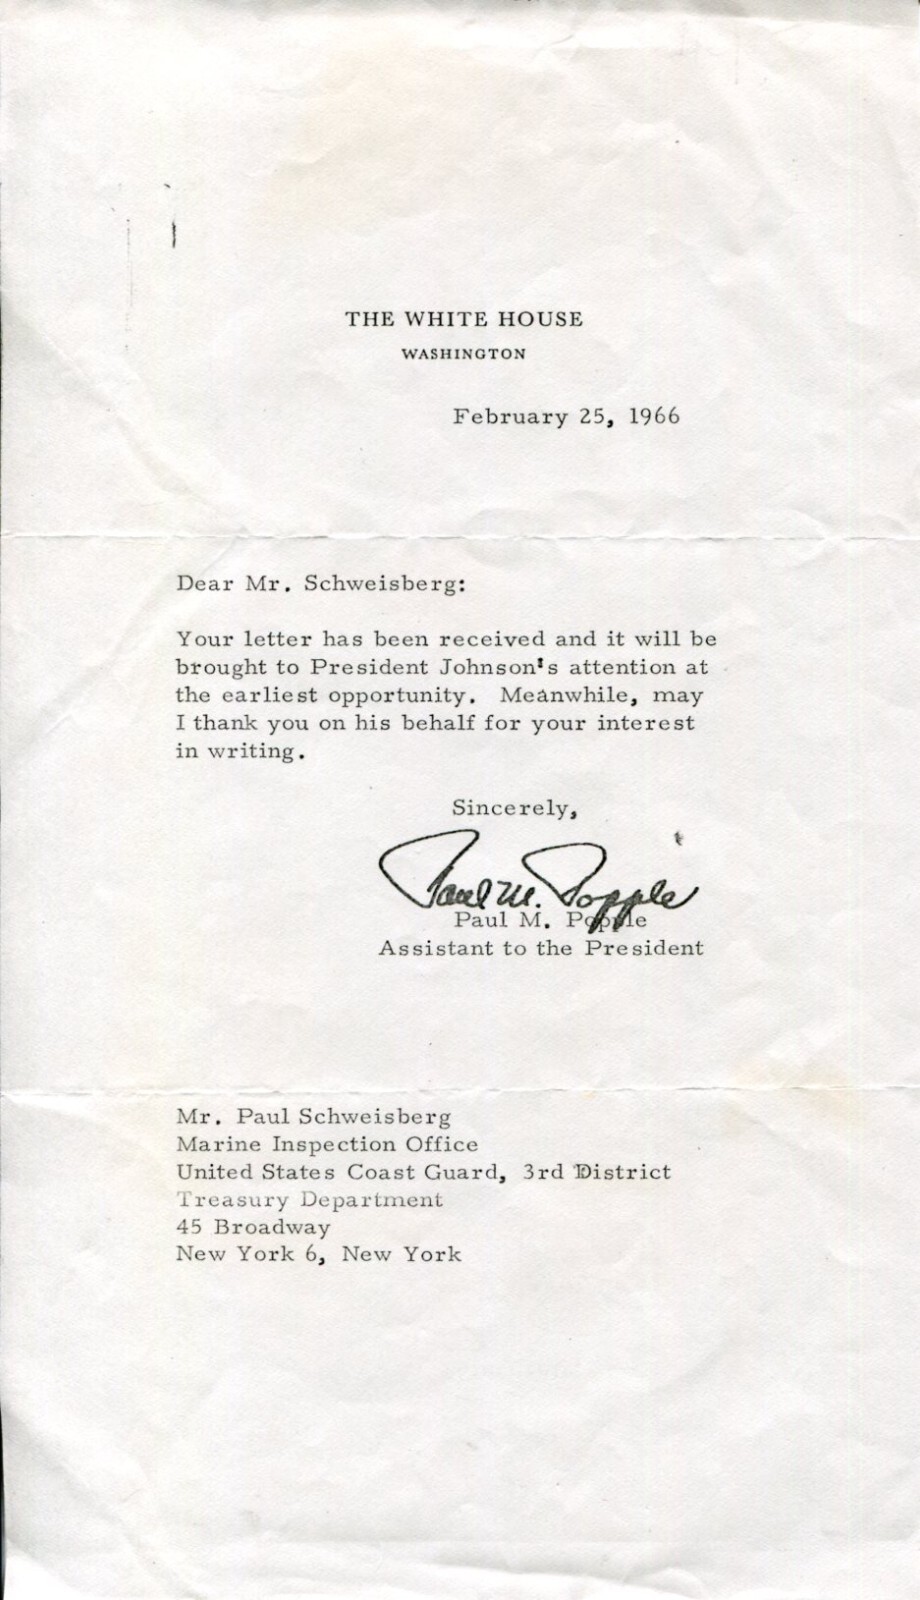 THE WHITE HOUSE
WASHINGTON
February 25, 1966
Dear Mr. Schweisberg:
Your letter has been received and it will be
brought to President Johnson's attention at
the earliest opportunity. Meanwhile, may
I thank you on his behalf for your interest
in writing.
Sincerely,
Paul M. Popple
Paul M. Popple
Assistant to the President
Mr. Paul Schweisberg
Marine Inspection Office
United States Coast Guard, 3rd District
Treasury Department
45 Broadway
New York 6, New York